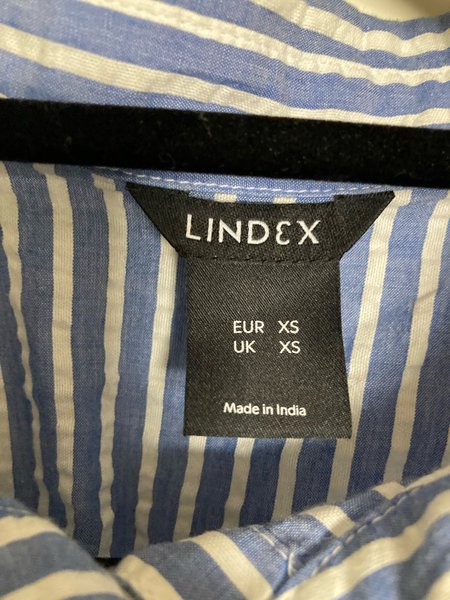 LINDEX
EUR XS
UK XS
Made in India